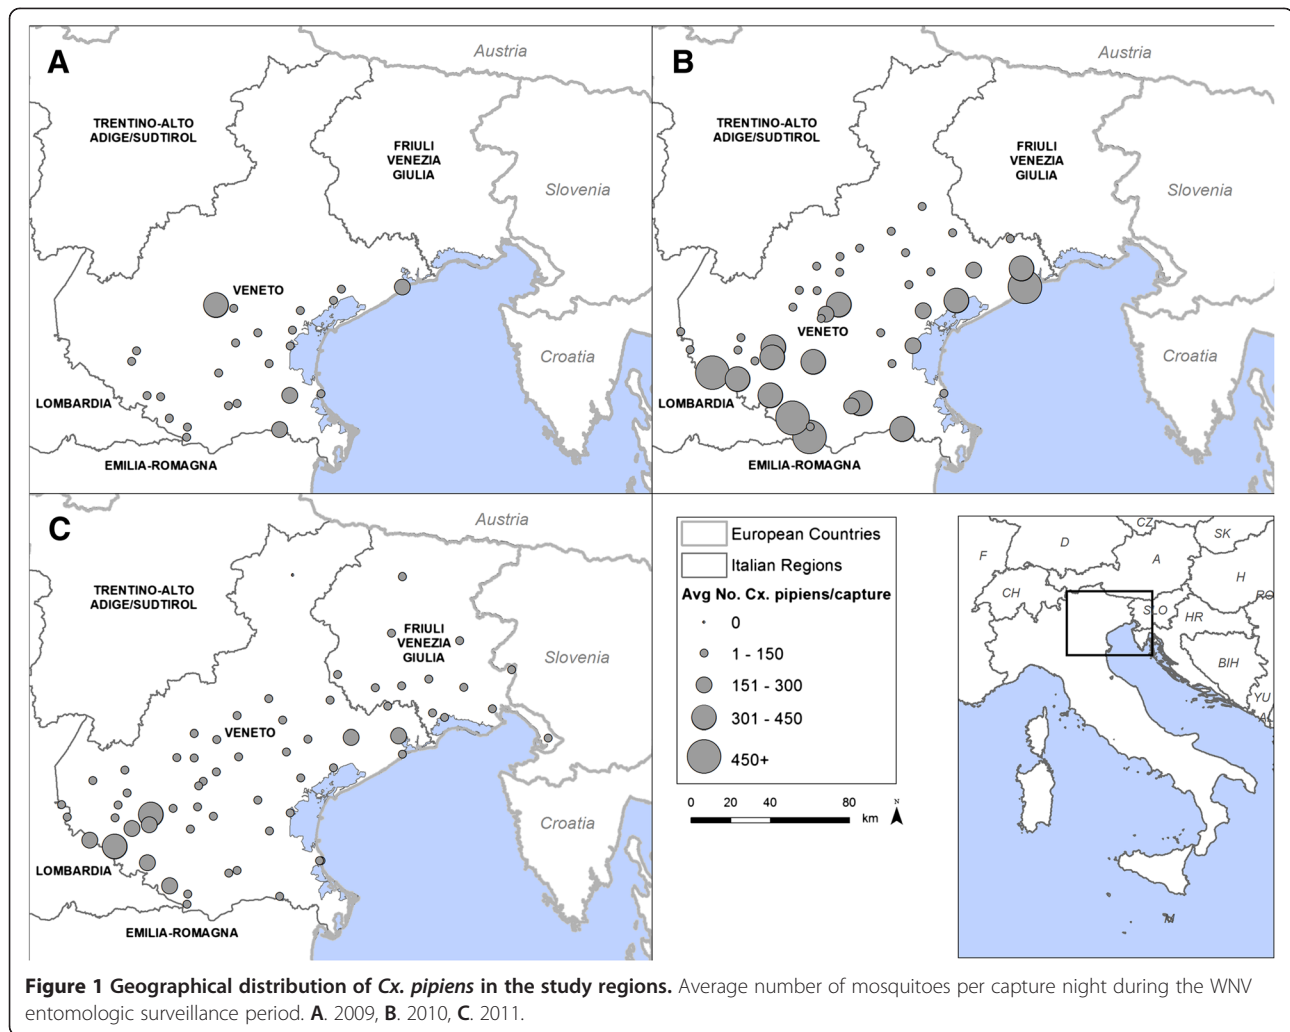 A
Austria
TRENTINO-ALTO
ADIGE/SUDTIROL
FRIULI
VENEZIA
GIULIA
Slovenia
VENETO
Croatia
LOMBARDIA
EMILIA-ROMAGNA
B
Austria
TRENTINO-ALTO
ADIGE/SUDTIROL
FRIULI
VENEZIA
GIULIA
Slovenia
VENETO
Croatia
LOMBARDIA
EMILIA-ROMAGNA
C
Austria
TRENTINO-ALTO
ADIGE/SUDTIROL
FRIULI
VENEZIA
GIULIA
Slovenia
VENETO
Croatia
LOMBARDIA
EMILIA-ROMAGNA
European Countries
Italian Regions
Avg No. Cx. pipiens/capture
0
1 - 150
151 - 300
301 - 450
450+
0 20 40 80
km
N
CZ
SK
F
D
A
H
CH
RO
SLO
HR
BIH
YU
M
Figure 1 Geographical distribution of Cx. pipiens in the study regions. Average number of mosquitoes per capture night during the WNV
entomologic surveillance period. A. 2009, B. 2010, C. 2011.